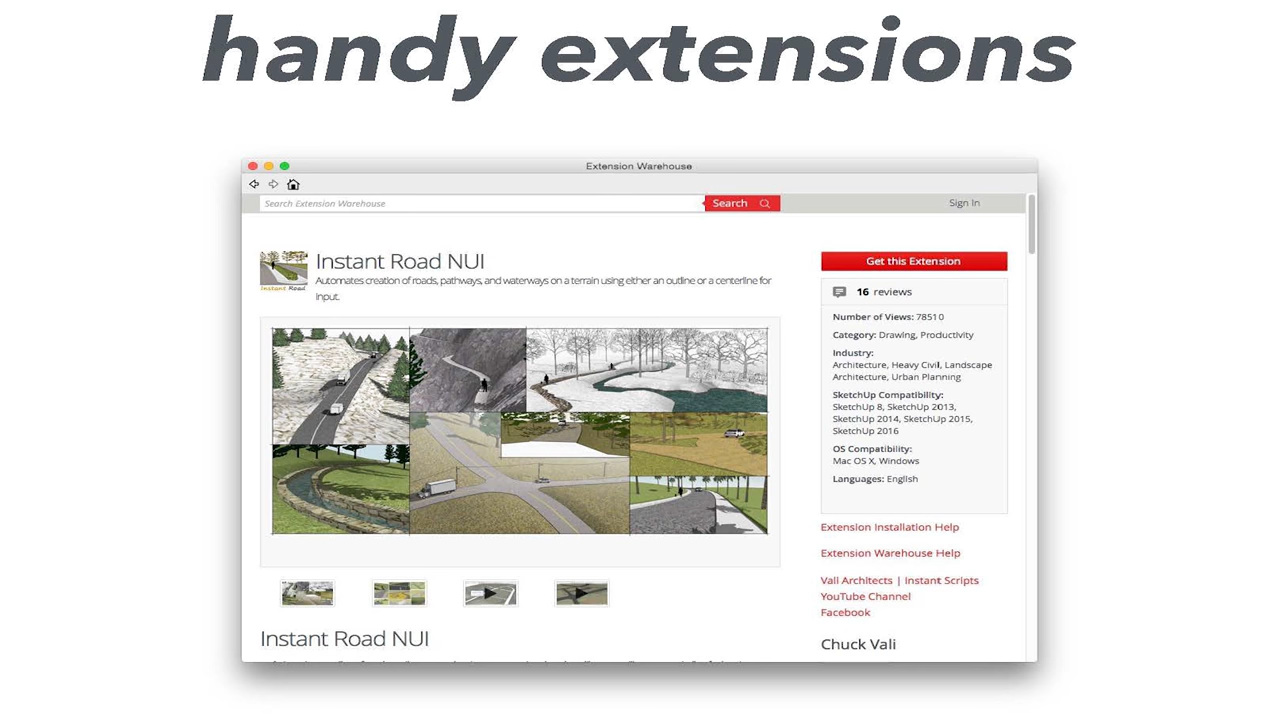 handy extensions
Extension Warehouse
Search Extension Warehouse
Search
Sign In
Instant Road NUI
Automates creation of roads, pathways, and waterways on a terrain using either an outline or a centerline for
input.
Instant Road
Get this Extension
16 reviews
Number of Views: 78510
Category: Drawing, Productivity
Industry:
Architecture, Heavy Civil, Landscape
Architecture, Urban Planning
SketchUp Compatibility:
SketchUp 8, SketchUp 2013,
SketchUp 2014, SketchUp 2015,
SketchUp 2016
OS Compatibility:
Mac OS X, Windows
Languages: English
Extension Installation Help
Extension Warehouse Help
Vali Architects | Instant Scripts
YouTube Channel
Facebook
Instant Road NUI
Chuck Vali